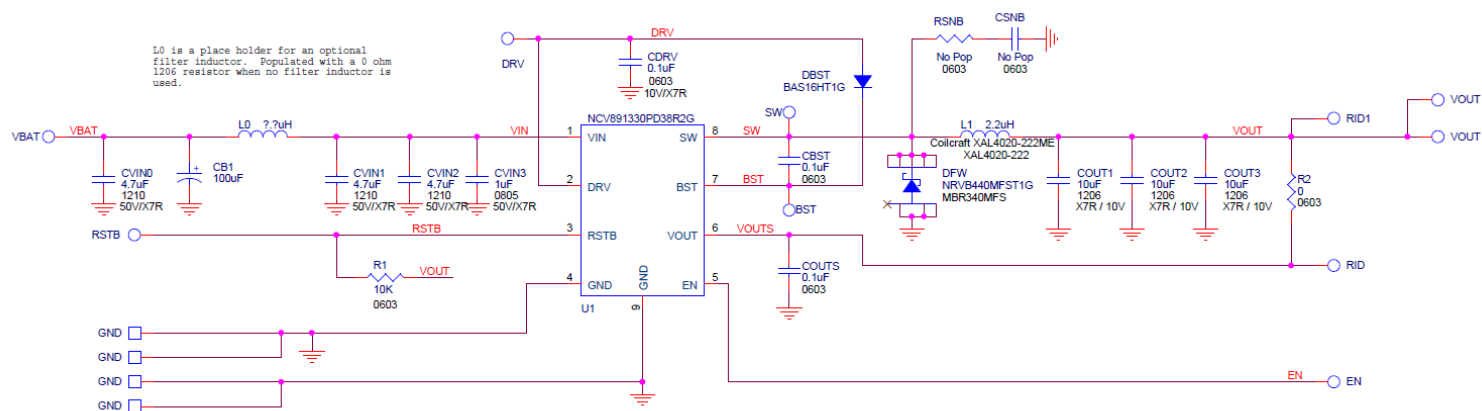 L0 is a place holder for an optional
filter inductor. Populated with a 0 ohm
1206 resistor when no filter inductor is
used.
DRV
DRV
CDRV
0.1uF
0603
10V/X7R
DBST
BAS16HT1G
RSNB
No Pop
0603
CSNB
No Pop
0603
VBAT
VBAT
L0 ?.?uH
VIN
CVIN0
4.7uF
1210
50V/X7R
CB1
100uF
CVIN1
4.7uF
1210
50V/X7R
CVIN2
4.7uF
1210
50V/X7R
CVIN3
1uF
0805
50V/X7R
NCV891330PD38R2G
1
VIN
2
DRV
3
RSTB
4
GND
GND
9
8
SW
7
BST
6
VOUT
5
EN
U1
SW
SW
CBST
0.1uF
0603
BST
BST
L1 2.2uH
Coilcraft XAL4020-222ME
XAL4020-222
DFW
NRVB440MFST1G
MBR340MFS
VOUT
COUT1
10uF
1206
X7R / 10V
COUT2
10uF
1206
X7R / 10V
COUT3
10uF
1206
X7R / 10V
R2
0
0603
RID1
VOUT
VOUT
RSTB
RSTB
R1
10K
0603
VOUT
VOUTS
COUTS
0.1uF
0603
RID
GND
GND
GND
GND
EN
EN